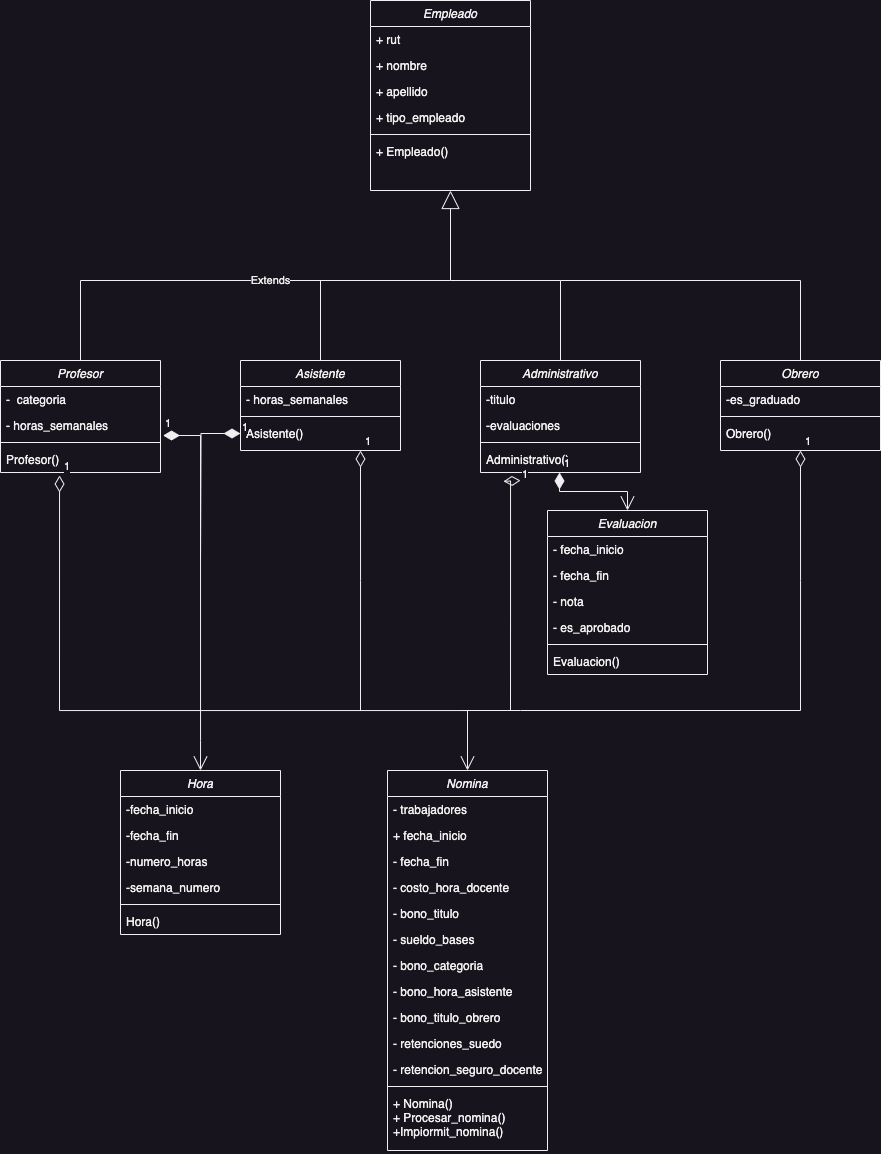 Empleado
+ rut
+ nombre
+ apellido
+ tipo_empleado
+ Empleado()
Extends
Profesor
- categoria
- horas_semanales
Profesor()
1
1
Asistente
- horas_semanales
Asistente()
1
1
Administrativo
-titulo
-evaluaciones
Administrativo(
1
1
Obrero
-es_graduado
Obrero()
1
Evaluacion
- fecha_inicio
- fecha_fin
- nota
- es_aprobado
Evaluacion()
Hora
-fecha_inicio
-fecha_fin
-numero_horas
-semana_numero
Hora()
Nomina
- trabajadores
+ fecha_inicio
- fecha_fin
- costo_hora_docente
- bono_titulo
- sueldo_bases
- bono_categoria
- bono_hora_asistente
- bono_titulo_obrero
- retenciones_suedo
- retencion_seguro_docente
+ Nomina()
+ Procesar_nomina()
+Impiormit_nomina()